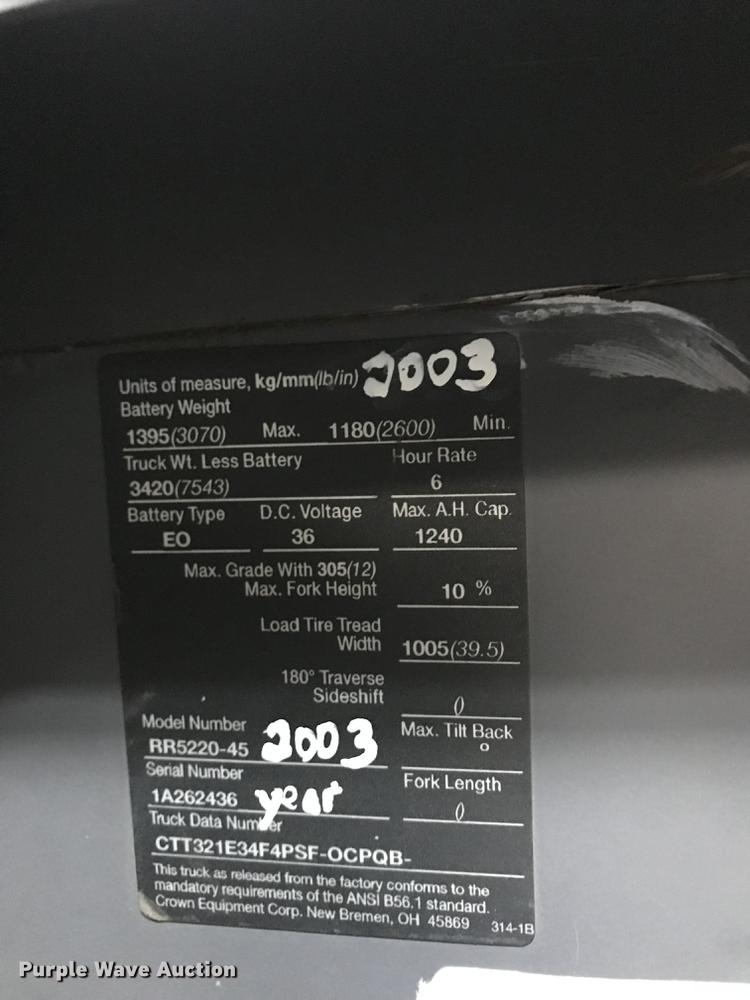 Units of measure, kg/mm(lb/in) 2003
Battery Weight
1395(3070) Max. 1180(2600) Min.
Truck Wt. Less Battery Hour Rate
3420(7543) 6
Battery Type D.C. Voltage Max. A.H. Cap.
EO 36 1240
Max. Grade With 305(12)
Max. Fork Height 10 %
Load Tire Tread
Width 1005(39.5)
180° Traverse
Sideshift 0
Model Number Max. Tilt Back
RR5220-45 2003 o
Serial Number Fork Length
1A262436 year 0
Truck Data Number
CTT321E34F4PSF-OCPQB-
This truck as released from the factory conforms to the
mandatory requirements of the ANSI B56.1 standard.
Crown Equipment Corp. New Bremen, OH 45869 314-1B
Purple Wave Auction